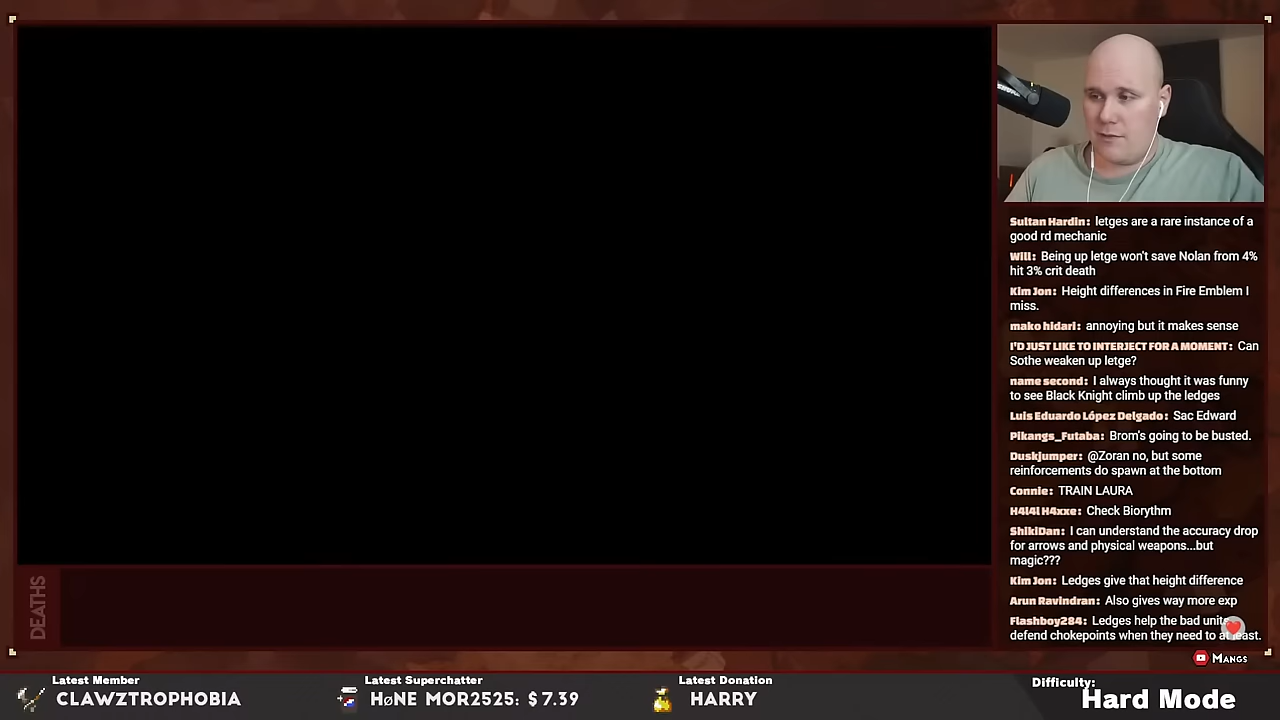 Sultan Hardin: letges are a rare instance of a
good rd mechanic
Will: Being up letge won't save Nolan from 4%
hit 3% crit death
Kim Jon: Height differences in Fire Emblem I
miss.
mako hidari: annoying but it makes sense
I'D JUST LIKE TO INTERJECT FOR A MOMENT: Can
Sothe weaken up letge?
name second: I always thought it was funny
to see Black Knight climb up the ledges
Luis Eduardo López Delgado: Sac Edward
Pikangs_Futaba: Brom's going to be busted.
Duskjumper: @Zoran no, but some
reinforcements do spawn at the bottom
Connie: TRAIN LAURA
H4l4l H4xxe: Check Biorythm
ShikiDan: I can understand the accuracy drop
for arrows and physical weapons...but
magic???
Kim Jon: Ledges give that height difference
Arun Ravindran: Also gives way more exp
Flashboy284: Ledges help the bad units
defend chokepoints when they need to at least.
DEATHS
MANGS
Latest Member
CLAWZTROPHOBIA
Latest Superchatter
HøNE MOR2525: $7.39
Latest Donation
HARRY
Difficulty:
Hard Mode